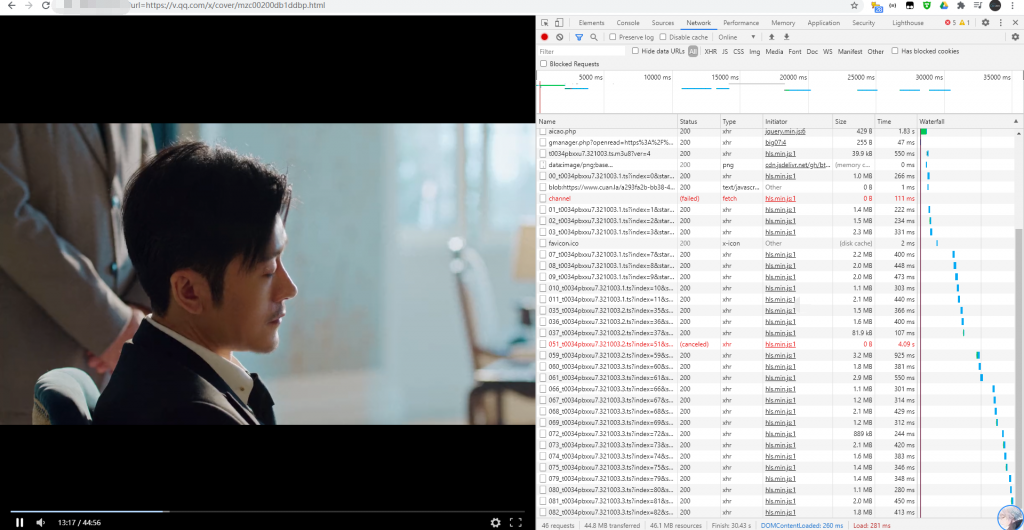 url=https://v.qq.com/x/cover/mzc00200db1ddbp.html
Elements Console Sources Network Performance Memory Application Security Lighthouse 5 1
Preserve log Disable cache Online
Filter Hide data URLs All XHR JS CSS Img Media Font Doc WS Manifest Other Has blocked cookies
Blocked Requests
5000 ms 10000 ms 15000 ms 20000 ms 25000 ms 30000 ms 35000 ms
Name Status Type Initiator Size Time Waterfall
aicao.php 200 xhr jquery.min.js6 429 B 1.83 s
gmanager.php?openread=https%3A%2F%... 200 xhr big07:4 255 B 47 ms
t0034pbxxu7.321003.ts.m3u8?ver=4 200 xhr hls.min.js:1 39.9 kB 550 ms
data:image/png;base... 200 png cdn.jsdelivr.net/gh/bt... (memory c... 0 ms
00_t0034pbxxu7.321003.1.ts?index=0&star... 200 xhr hls.min.js:1 1.0 MB 266 ms
blob:https://www.cuan.la/a293fa2b-bb38-4... 200 text/javascr... Other 0 B 1 ms
channel (failed) fetch hls.min.js:1 0 B 111 ms
01_t0034pbxxu7.321003.1.ts?index=1&star... 200 xhr hls.min.js:1 1.4 MB 222 ms
02_t0034pbxxu7.321003.1.ts?index=2&star... 200 xhr hls.min.js:1 1.5 MB 234 ms
03_t0034pbxxu7.321003.1.ts?index=3&star... 200 xhr hls.min.js:1 2.3 MB 331 ms
favicon.ico 200 x-icon Other (disk cache) 2 ms
07_t0034pbxxu7.321003.1.ts?index=7&star... 200 xhr hls.min.js:1 2.2 MB 400 ms
08_t0034pbxxu7.321003.1.ts?index=8&star... 200 xhr hls.min.js:1 2.0 MB 448 ms
09_t0034pbxxu7.321003.1.ts?index=9&star... 200 xhr hls.min.js:1 2.0 MB 473 ms
010_t0034pbxxu7.321003.1.ts?index=10&s... 200 xhr hls.min.js:1 1.1 MB 303 ms
011_t0034pbxxu7.321003.1.ts?index=11&s... 200 xhr hls.min.js:1 2.1 MB 440 ms
035_t0034pbxxu7.321003.2.ts?index=35&s... 200 xhr hls.min.js:1 1.5 MB 366 ms
036_t0034pbxxu7.321003.2.ts?index=36&s... 200 xhr hls.min.js:1 1.6 MB 400 ms
037_t0034pbxxu7.321003.2.ts?index=37&s... 200 xhr hls.min.js:1 81.9 kB 107 ms
051_t0034pbxxu7.321003.2.ts?index=51&s... (canceled) xhr hls.min.js:1 0 B 4.09 s
059_t0034pbxxu7.321003.2.ts?index=59&s... 200 xhr hls.min.js:1 3.2 MB 925 ms
060_t0034pbxxu7.321003.2.ts?index=60&s... 200 xhr hls.min.js:1 1.8 MB 381 ms
061_t0034pbxxu7.321003.3.ts?index=61&s... 200 xhr hls.min.js:1 2.9 MB 550 ms
066_t0034pbxxu7.321003.3.ts?index=66&s... 200 xhr hls.min.js:1 1.1 MB 301 ms
067_t0034pbxxu7.321003.3.ts?index=67&s... 200 xhr hls.min.js:1 1.2 MB 314 ms
068_t0034pbxxu7.321003.3.ts?index=68&s... 200 xhr hls.min.js:1 2.1 MB 429 ms
069_t0034pbxxu7.321003.3.ts?index=69&s... 200 xhr hls.min.js:1 1.2 MB 312 ms
072_t0034pbxxu7.321003.3.ts?index=72&s... 200 xhr hls.min.js:1 889 kB 244 ms
073_t0034pbxxu7.321003.3.ts?index=73&s... 200 xhr hls.min.js:1 2.1 MB 420 ms
074_t0034pbxxu7.321003.3.ts?index=74&s... 200 xhr hls.min.js:1 1.6 MB 383 ms
075_t0034pbxxu7.321003.3.ts?index=75&s... 200 xhr hls.min.js:1 1.4 MB 346 ms
079_t0034pbxxu7.321003.3.ts?index=79&s... 200 xhr hls.min.js:1 1.4 MB 348 ms
080_t0034pbxxu7.321003.3.ts?index=80&s... 200 xhr hls.min.js:1 1.1 MB 280 ms
081_t0034pbxxu7.321003.3.ts?index=81&s... 200 xhr hls.min.js:1 2.0 MB 450 ms
082_t0034pbxxu7.321003.3.ts?index=82&s... 200 xhr hls.min.js:1 1.8 MB 413 ms
13:17 / 44:56
46 requests 44.8 MB transferred 46.1 MB resources Finish: 30.43 s DOMContentLoaded: 260 ms Load: 281 ms